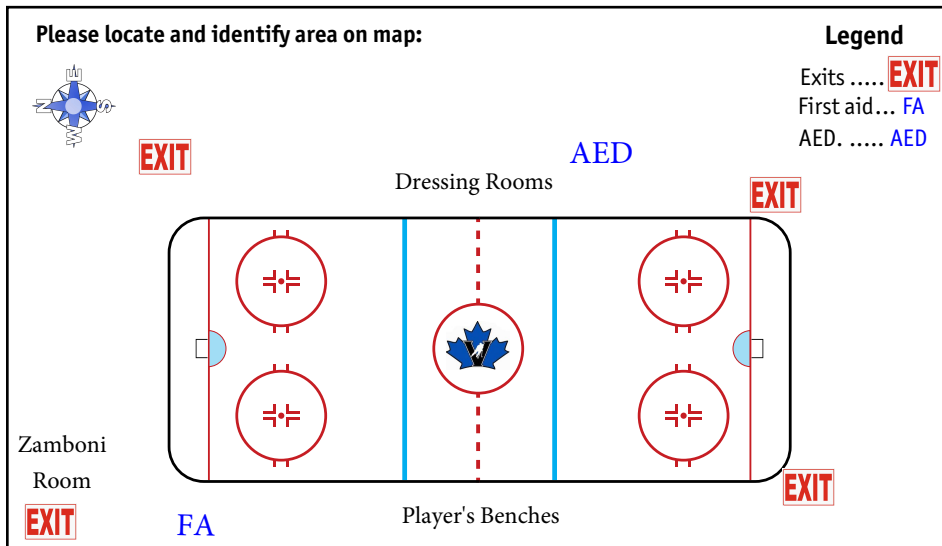 Please locate and identify area on map:
Legend
Exits ..... EXIT
First aid... FA
AED. ..... AED
E
N
S
W
EXIT
AED
Dressing Rooms
EXIT
V
Zamboni
Room
EXIT
EXIT
FA
Player's Benches